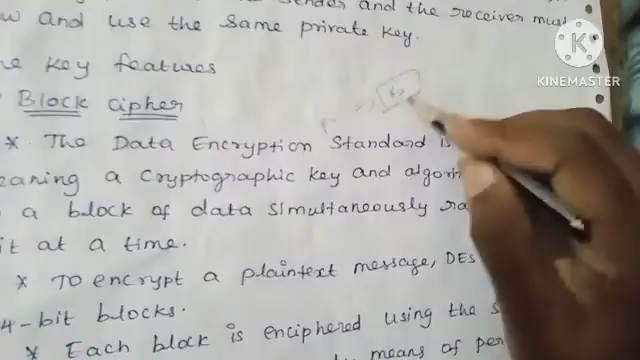 sender and the receiver must
w and use the same private key.
he key features
Block cipher
* The Data Encryption Standard is
eaning a cryptographic key and algorith
a block of data simultaneously ra
it at a time.
* To encrypt a plaintext message, DES
4-bit blocks.
* Each block is enciphered using the s
means of per
KINEMASTER